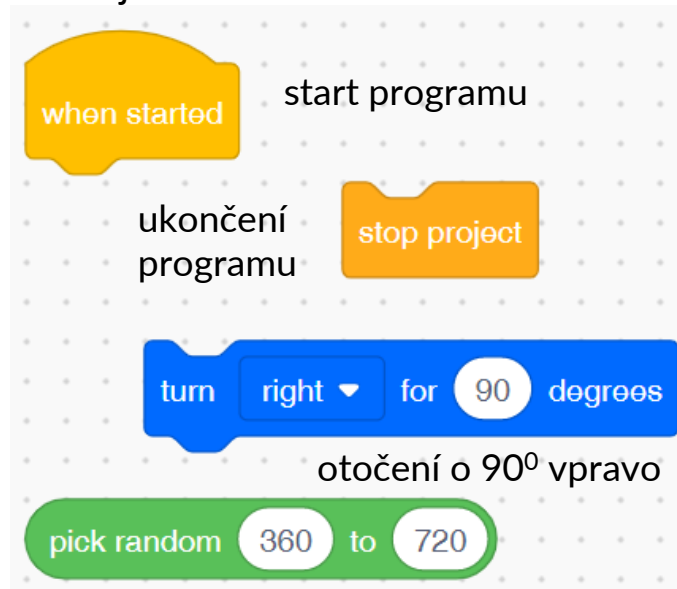 when started
start programu
ukončení
programu
stop project
turn right for 90 degrees
otočení o 90⁰ vpravo
pick random 360 to 720